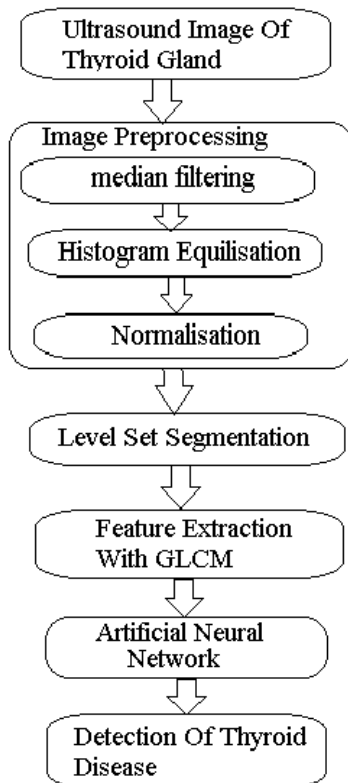 Ultrasound Image Of
Thyroid Gland
Image Preprocessing
median filtering
Histogram Equilisation
Normalisation
Level Set Segmentation
Feature Extraction
With GLCM
Artificial Neural
Network
Detection Of Thyroid
Disease